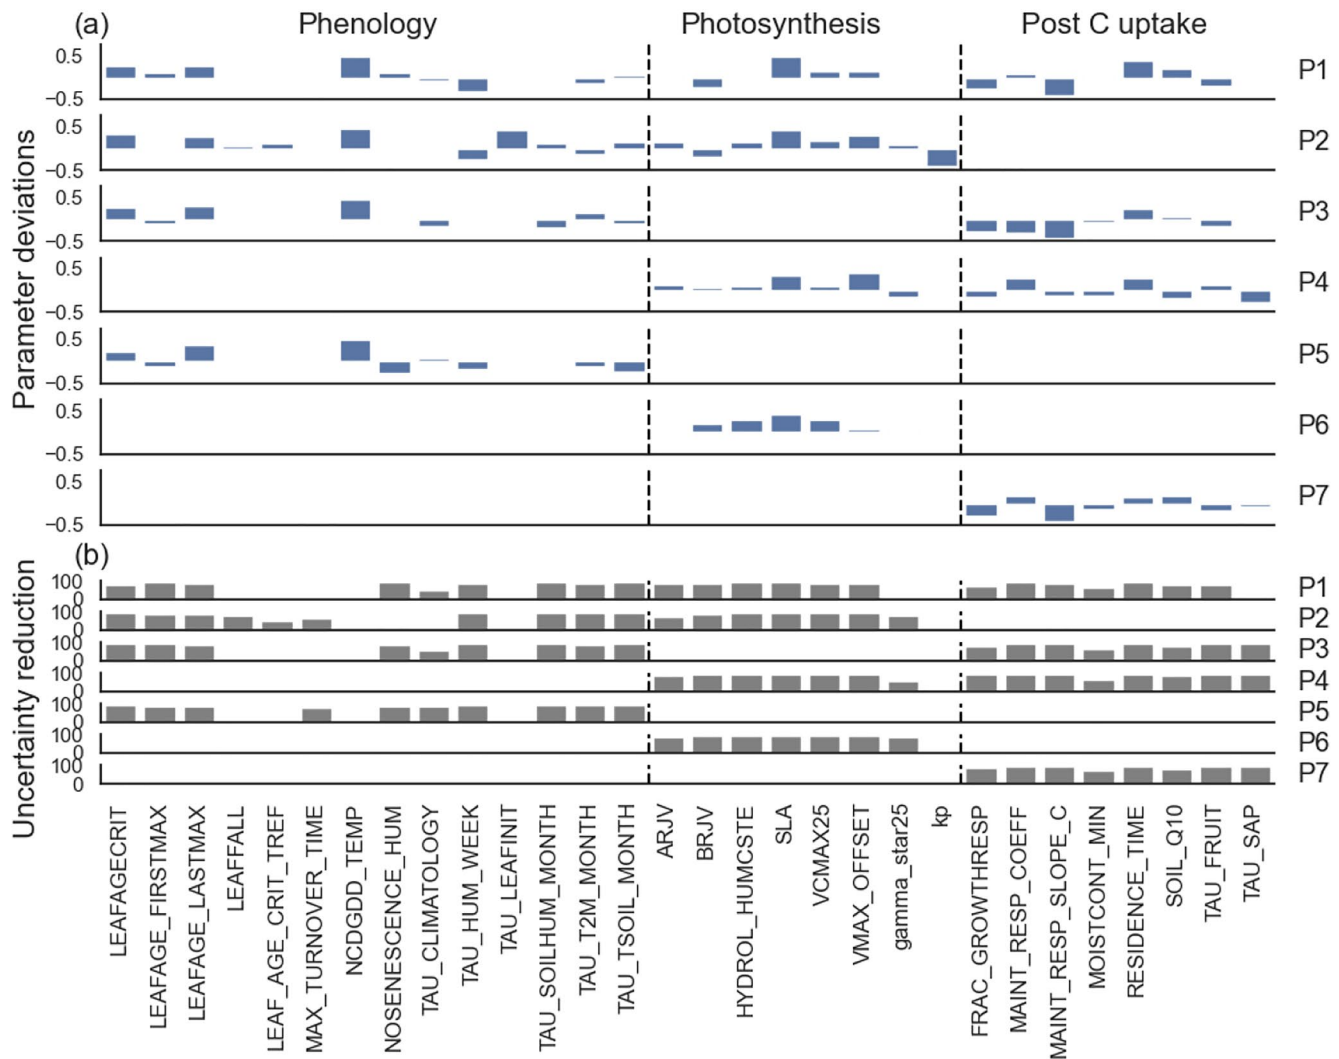 (a) Phenology Photosynthesis Post C uptake
Parameter deviations
0.5
−0.5
P1
0.5
−0.5
P2
0.5
−0.5
P3
0.5
−0.5
P4
0.5
−0.5
P5
0.5
−0.5
P6
0.5
−0.5
P7
(b)
Uncertainty reduction
100
0
P1
100
0
P2
100
0
P3
100
0
P4
100
0
P5
100
0
P6
100
0
P7
LEAFAGECRIT
LEAFAGE_FIRSTMAX
LEAFAGE_LASTMAX
LEAFFALL
LEAF_AGE_CRIT_TREF
MAX_TURNOVER_TIME
NCDGDD_TEMP
NOSENESCENCE_HUM
TAU_CLIMATOLOGY
TAU_HUM_WEEK
TAU_LEAFINIT
TAU_SOILHUM_MONTH
TAU_T2M_MONTH
TAU_TSOIL_MONTH
ARJV
BRJV
HYDROL_HUMCSTE
SLA
VCMAX25
VMAX_OFFSET
gamma_star25
kp
FRAC_GROWTHRESP
MAINT_RESP_COEFF
MAINT_RESP_SLOPE_C
MOISTCONT_MIN
RESIDENCE_TIME
SOIL_Q10
TAU_FRUIT
TAU_SAP